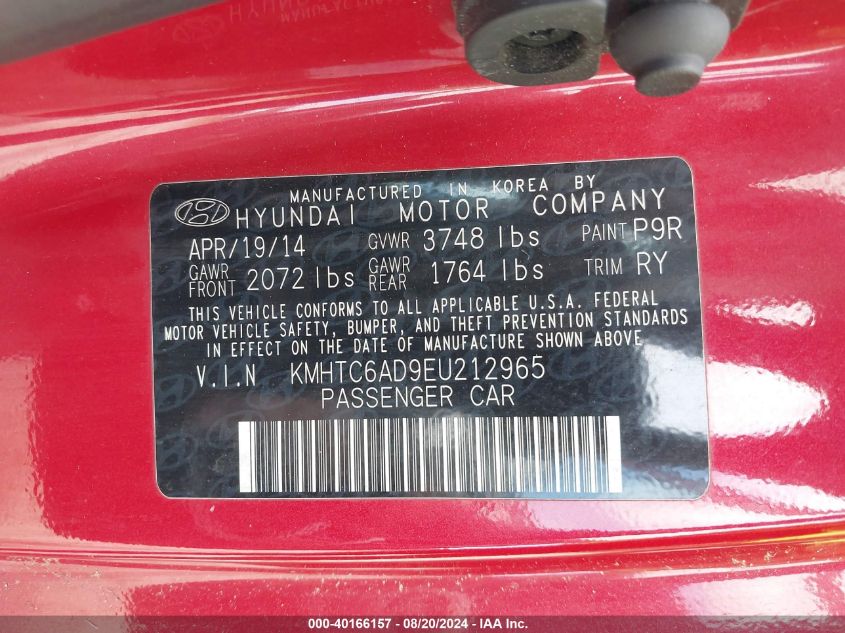 MANUFACTURED IN KOREA BY
HYUNDAI MOTOR COMPANY
APR/19/14 GVWR 3748 lbs PAINT P9R
GAWR FRONT 2072 lbs GAWR REAR 1764 lbs TRIM RY
THIS VEHICLE CONFORMS TO ALL APPLICABLE U.S.A. FEDERAL
MOTOR VEHICLE SAFETY, BUMPER, AND THEFT PREVENTION STANDARDS
IN EFFECT ON THE DATE OF MANUFACTURE SHOWN ABOVE
V.I.N KMHTC6AD9EU212965
PASSENGER CAR
000-40166157 - 08/20/2024 - IAA Inc.